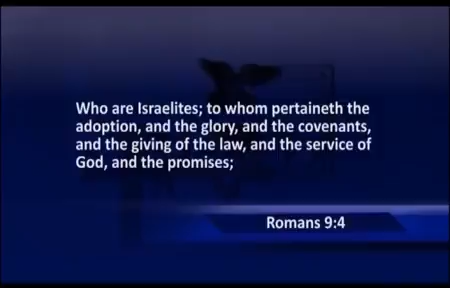 Who are Israelites; to whom pertaineth the
adoption, and the glory, and the covenants,
and the giving of the law, and the service of
God, and the promises;
Romans 9:4